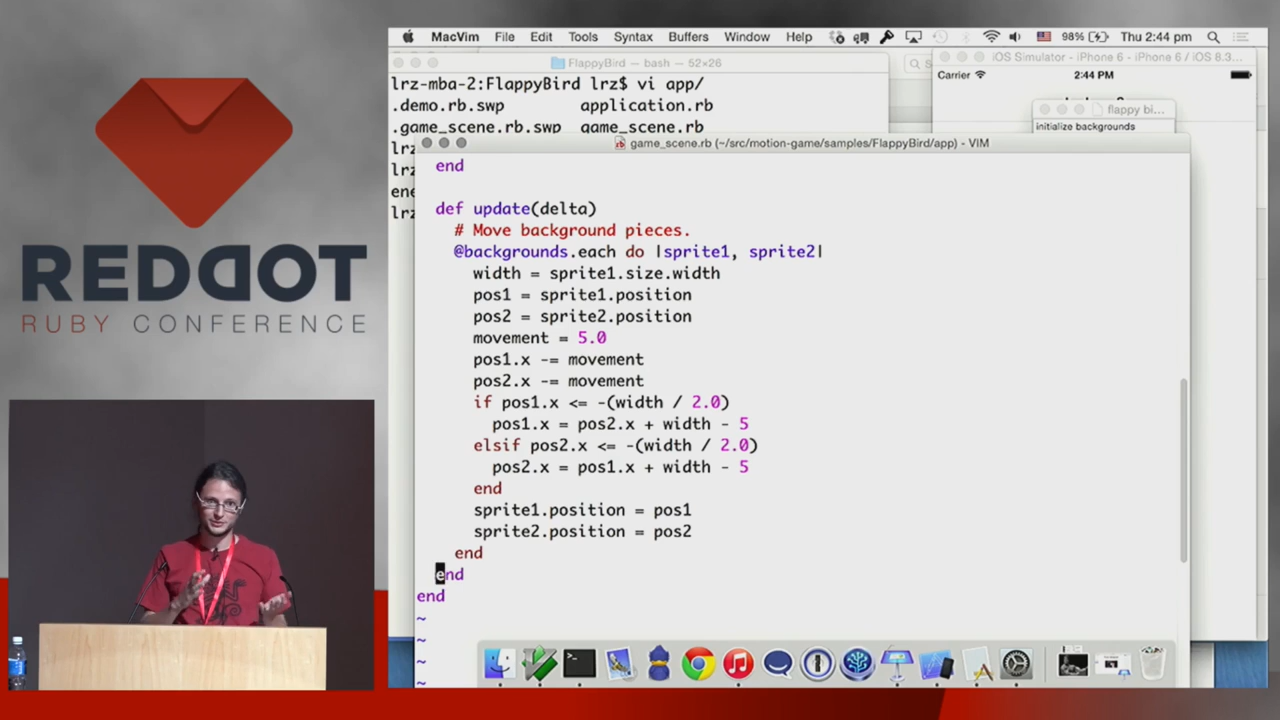 REDDOT
RUBY CONFERENCE
MacVim File Edit Tools Syntax Buffers Window Help 98% Thu 2:44 pm
FlappyBird — bash — 52×26
iOS Simulator - iPhone 6 - iPhone 6 / iOS 8.3...
Carrier 2:44 PM
lrz-mba-2:FlappyBird lrz$ vi app/
.demo.rb.swp application.rb
.game_scene.rb.swp game_scene.rb
flappy bi...
initialize backgrounds
game_scene.rb (~/src/motion-game/samples/FlappyBird/app) - VIM
lrz
lrz
ene
lrz
end
def update(delta)
# Move background pieces.
@backgrounds.each do |sprite1, sprite2|
width = sprite1.size.width
pos1 = sprite1.position
pos2 = sprite2.position
movement = 5.0
pos1.x -= movement
pos2.x -= movement
if pos1.x <= -(width / 2.0)
pos1.x = pos2.x + width - 5
elsif pos2.x <= -(width / 2.0)
pos2.x = pos1.x + width - 5
end
sprite1.position = pos1
sprite2.position = pos2
end
end
end
~
~
~
~